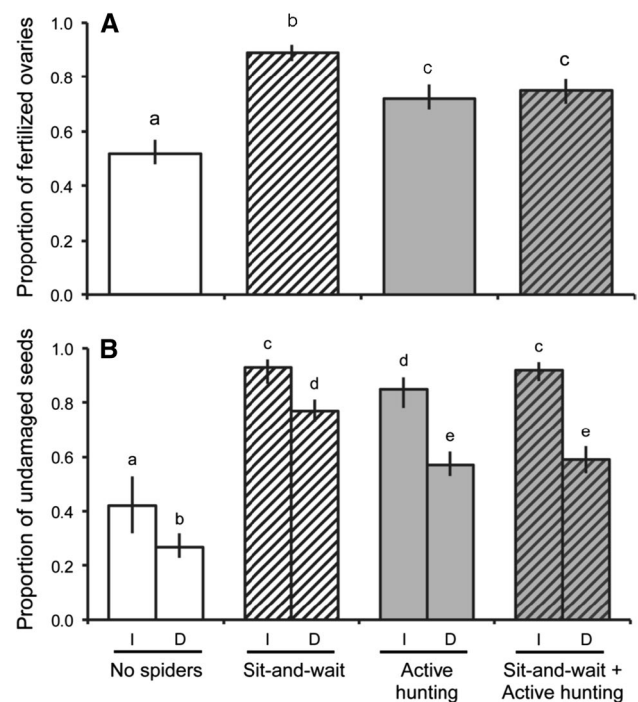 A
Proportion of fertilized ovaries
1.0
0.8
0.6
0.4
0.2
0.0
a
b
c
c
B
Proportion of undamaged seeds
1.0
0.8
0.6
0.4
0.2
0.0
a
b
c
d
d
e
c
e
I D I D I D I D
No spiders
Sit-and-wait
Active
hunting
Sit-and-wait +
Active hunting